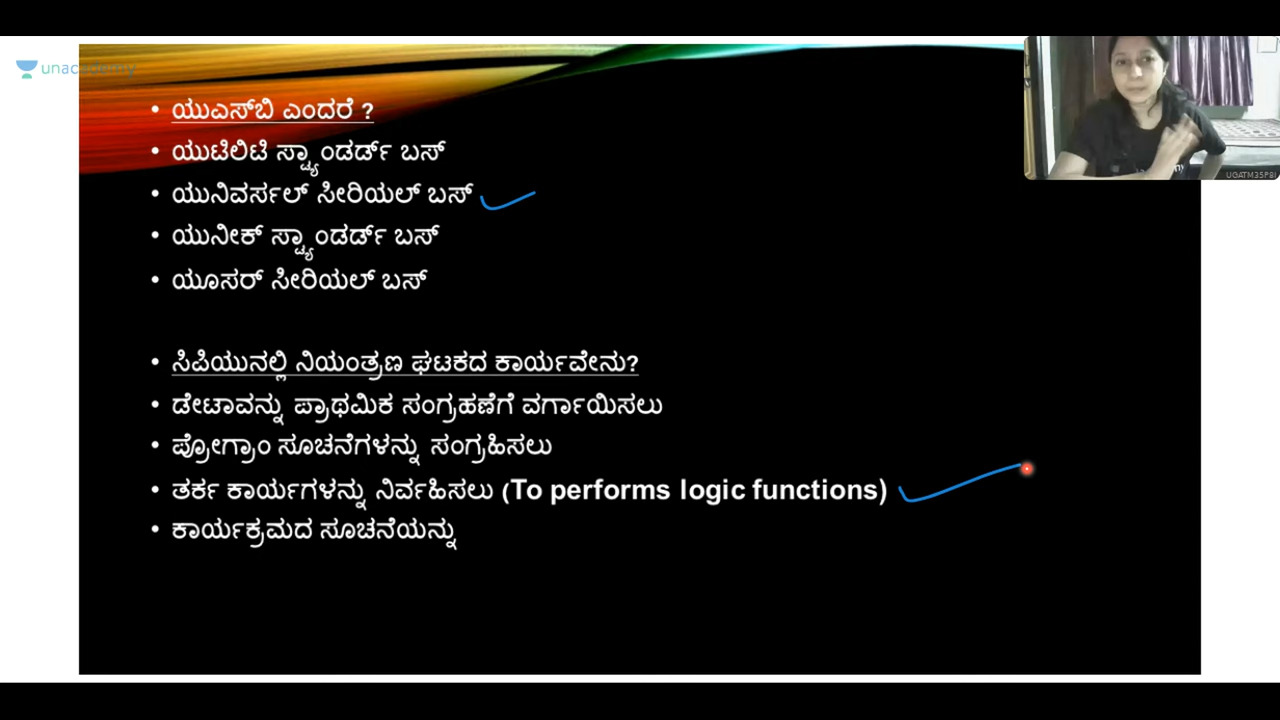 unacademy
ಯುಎಸ್‌ಬಿ ಎಂದರೆ ?
ಯುಟಿಲಿಟಿ ಸ್ಟ್ಯಾಂಡರ್ಡ್ ಬಸ್
ಯುನಿವರ್ಸಲ್ ಸೀರಿಯಲ್ ಬಸ್
ಯುನೀಕ್ ಸ್ಟ್ಯಾಂಡರ್ಡ್ ಬಸ್
ಯೂಸರ್ ಸೀರಿಯಲ್ ಬಸ್
ಸಿಪಿಯುನಲ್ಲಿ ನಿಯಂತ್ರಣ ಘಟಕದ ಕಾರ್ಯವೇನು?
ಡೇಟಾವನ್ನು ಪ್ರಾಥಮಿಕ ಸಂಗ್ರಹಣೆಗೆ ವರ್ಗಾಯಿಸಲು
ಪ್ರೋಗ್ರಾಂ ಸೂಚನೆಗಳನ್ನು ಸಂಗ್ರಹಿಸಲು
ತರ್ಕ ಕಾರ್ಯಗಳನ್ನು ನಿರ್ವಹಿಸಲು (To performs logic functions)
ಕಾರ್ಯಕ್ರಮದ ಸೂಚನೆಯನ್ನು
UGATM35P8I